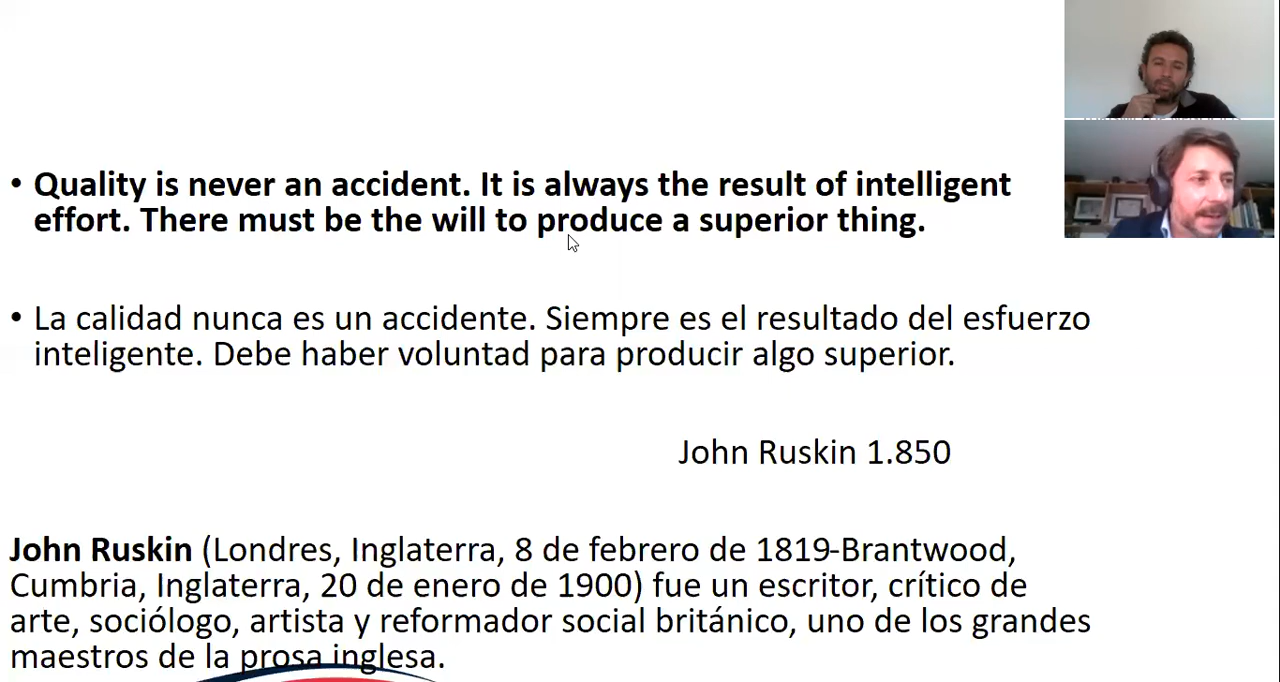 • Quality is never an accident. It is always the result of intelligent
effort. There must be the will to produce a superior thing.
• La calidad nunca es un accidente. Siempre es el resultado del esfuerzo
inteligente. Debe haber voluntad para producir algo superior.
John Ruskin 1.850
John Ruskin (Londres, Inglaterra, 8 de febrero de 1819-Brantwood,
Cumbria, Inglaterra, 20 de enero de 1900) fue un escritor, crítico de
arte, sociólogo, artista y reformador social británico, uno de los grandes
maestros de la prosa inglesa.